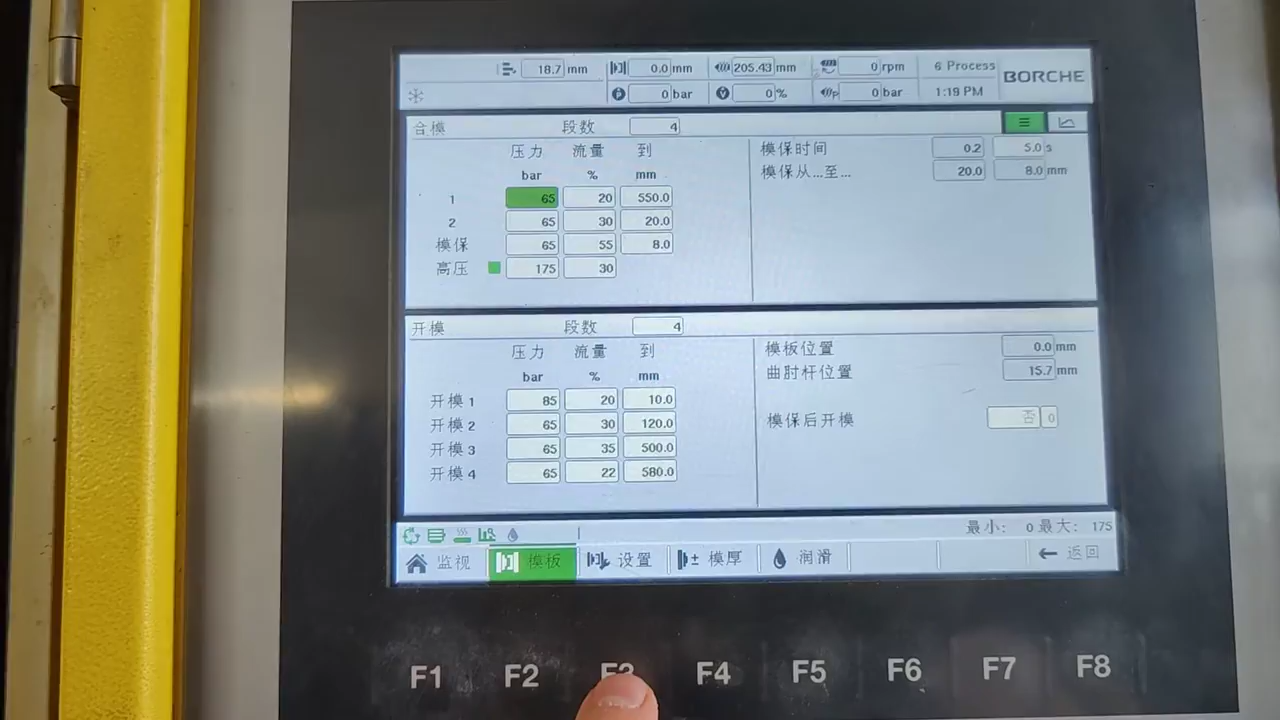 18.7 mm 0.0 mm 205.43 mm 0 rpm 6 Process BORCHE
0 bar 0 % 0 bar 1:19 PM
合模 段数 4
压力 流量 到 模保时间 0.2 5.0 s
bar % mm 模保从...至... 20.0 8.0 mm
1 65 20 550.0
2 65 30 20.0
模保 65 55 8.0
高压 175 30
开模 段数 4
压力 流量 到 模板位置 0.0 mm
bar % mm 曲肘杆位置 15.7 mm
开模1 85 20 10.0
开模2 65 30 120.0 模保后开模 否 0
开模3 65 35 500.0
开模4 65 22 580.0
最小: 0 最大: 175
监视 模板 设置 模厚 润滑 返回
F1 F2 F3 F4 F5 F6 F7 F8